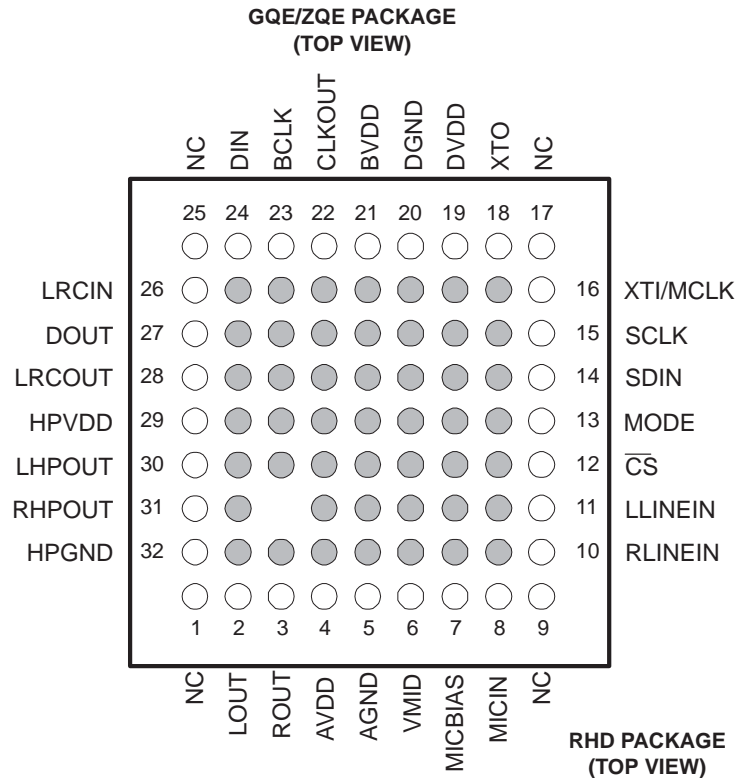 GQE/ZQE PACKAGE
(TOP VIEW)
NC DIN BCLK CLKOUT BVDD DGND DVDD XTO NC
25 24 23 22 21 20 19 18 17
LRCIN 26 16 XTI/MCLK
DOUT 27 15 SCLK
LRCOUT 28 14 SDIN
HPVDD 29 13 MODE
LHPOUT 30 12 C̅S̅
RHPOUT 31 11 LLINEIN
HPGND 32 10 RLINEIN
1 2 3 4 5 6 7 8 9
NC LOUT ROUT AVDD AGND VMID MICBIAS MICIN NC
RHD PACKAGE
(TOP VIEW)